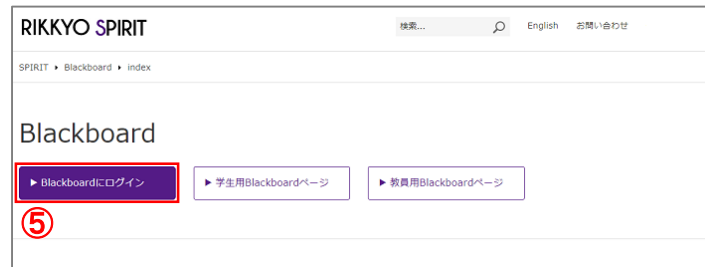 RIKKYO SPIRIT
検索... English お問い合わせ
SPIRIT ▸ Blackboard ▸ index
Blackboard
▶ Blackboardにログイン ▶ 学生用Blackboardページ ▶ 教員用Blackboardページ
⑤